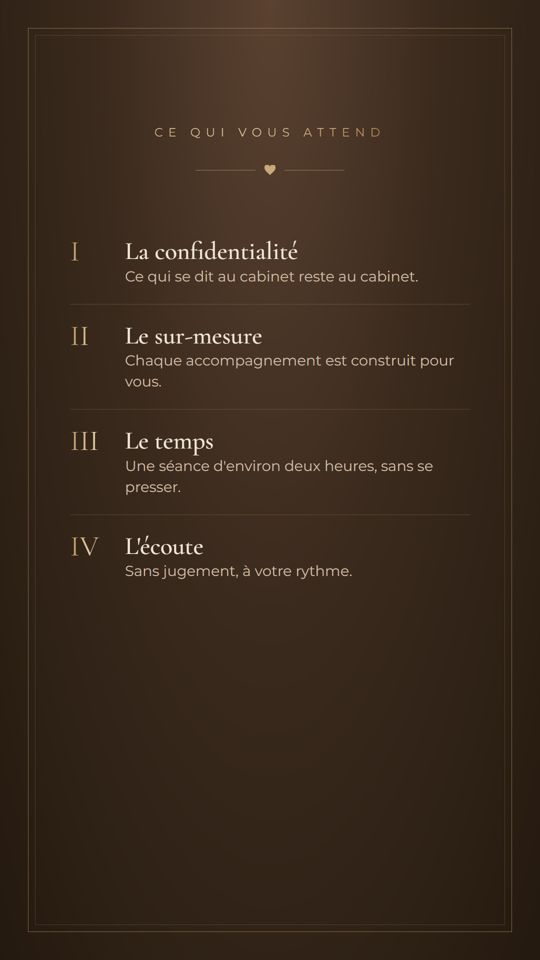 CE QUI VOUS ATTEND
I
La confidentialité
Ce qui se dit au cabinet reste au cabinet.
II
Le sur-mesure
Chaque accompagnement est construit pour
vous.
III
Le temps
Une séance d'environ deux heures, sans se
presser.
IV
L'écoute
Sans jugement, à votre rythme.